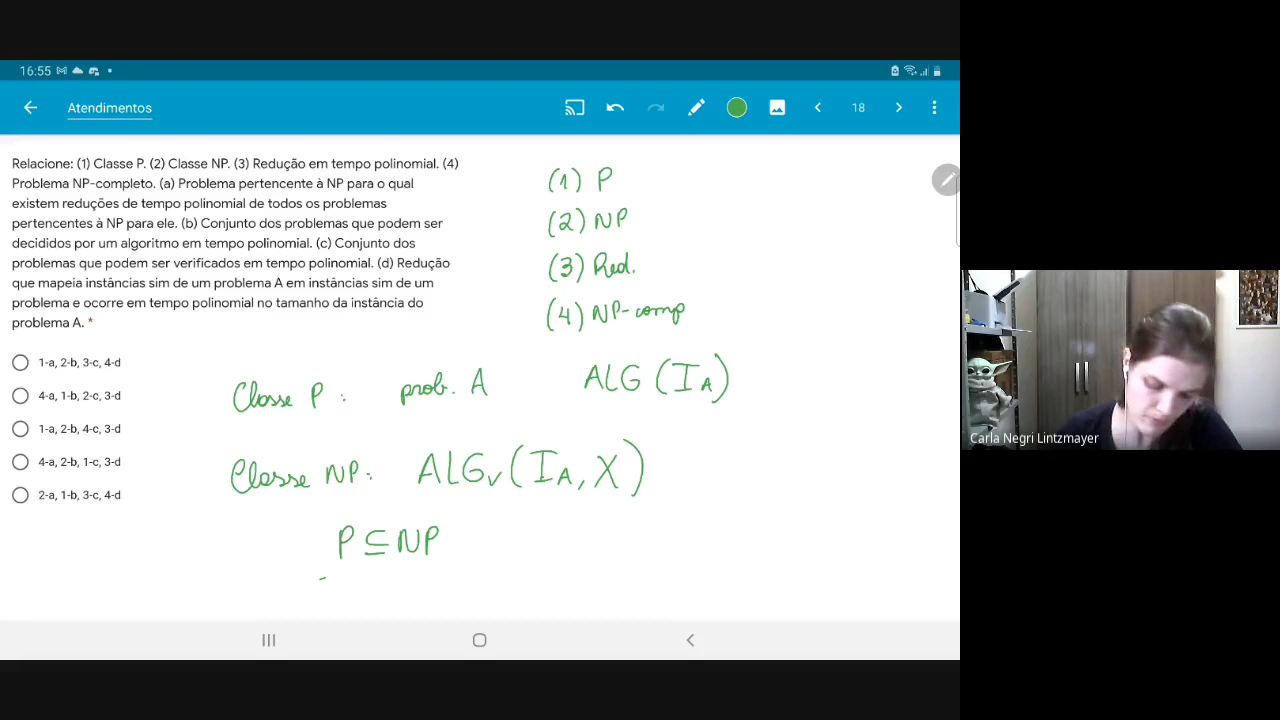 16:55
Atendimentos
18
Relacione: (1) Classe P. (2) Classe NP. (3) Redução em tempo polinomial. (4)
Problema NP-completo. (a) Problema pertencente à NP para o qual
existem reduções de tempo polinomial de todos os problemas
pertencentes à NP para ele. (b) Conjunto dos problemas que podem ser
decididos por um algoritmo em tempo polinomial. (c) Conjunto dos
problemas que podem ser verificados em tempo polinomial. (d) Redução
que mapeia instâncias sim de um problema A em instâncias sim de um
problema e ocorre em tempo polinomial no tamanho da instância do
problema A. *
1-a, 2-b, 3-c, 4-d
4-a, 1-b, 2-c, 3-d
1-a, 2-b, 4-c, 3-d
4-a, 2-b, 1-c, 3-d
2-a, 1-b, 3-c, 4-d
(1) P
(2) NP
(3) Red.
(4) NP-comp
Classe P: prob. A ALG (I_A)
Classe NP: ALG_V (I_A, X)
P ⊆ NP
Carla Negri Lintzmayer